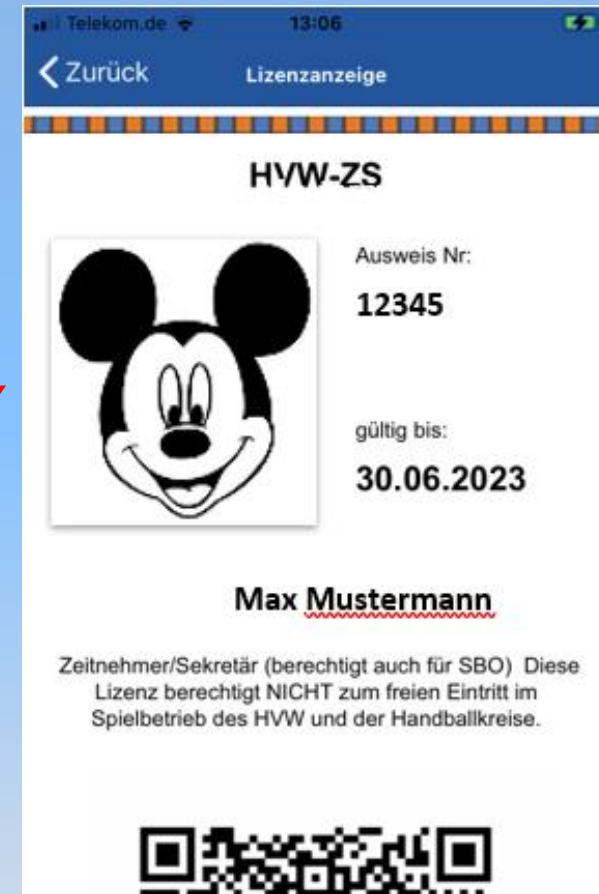 Telekom.de 13:06
Zurück Lizenzanzeige
HVW-ZS
Ausweis Nr:
12345
gültig bis:
30.06.2023
Max Mustermann
Zeitnehmer/Sekretär (berechtigt auch für SBO) Diese
Lizenz berechtigt NICHT zum freien Eintritt im
Spielbetrieb des HVW und der Handballkreise.